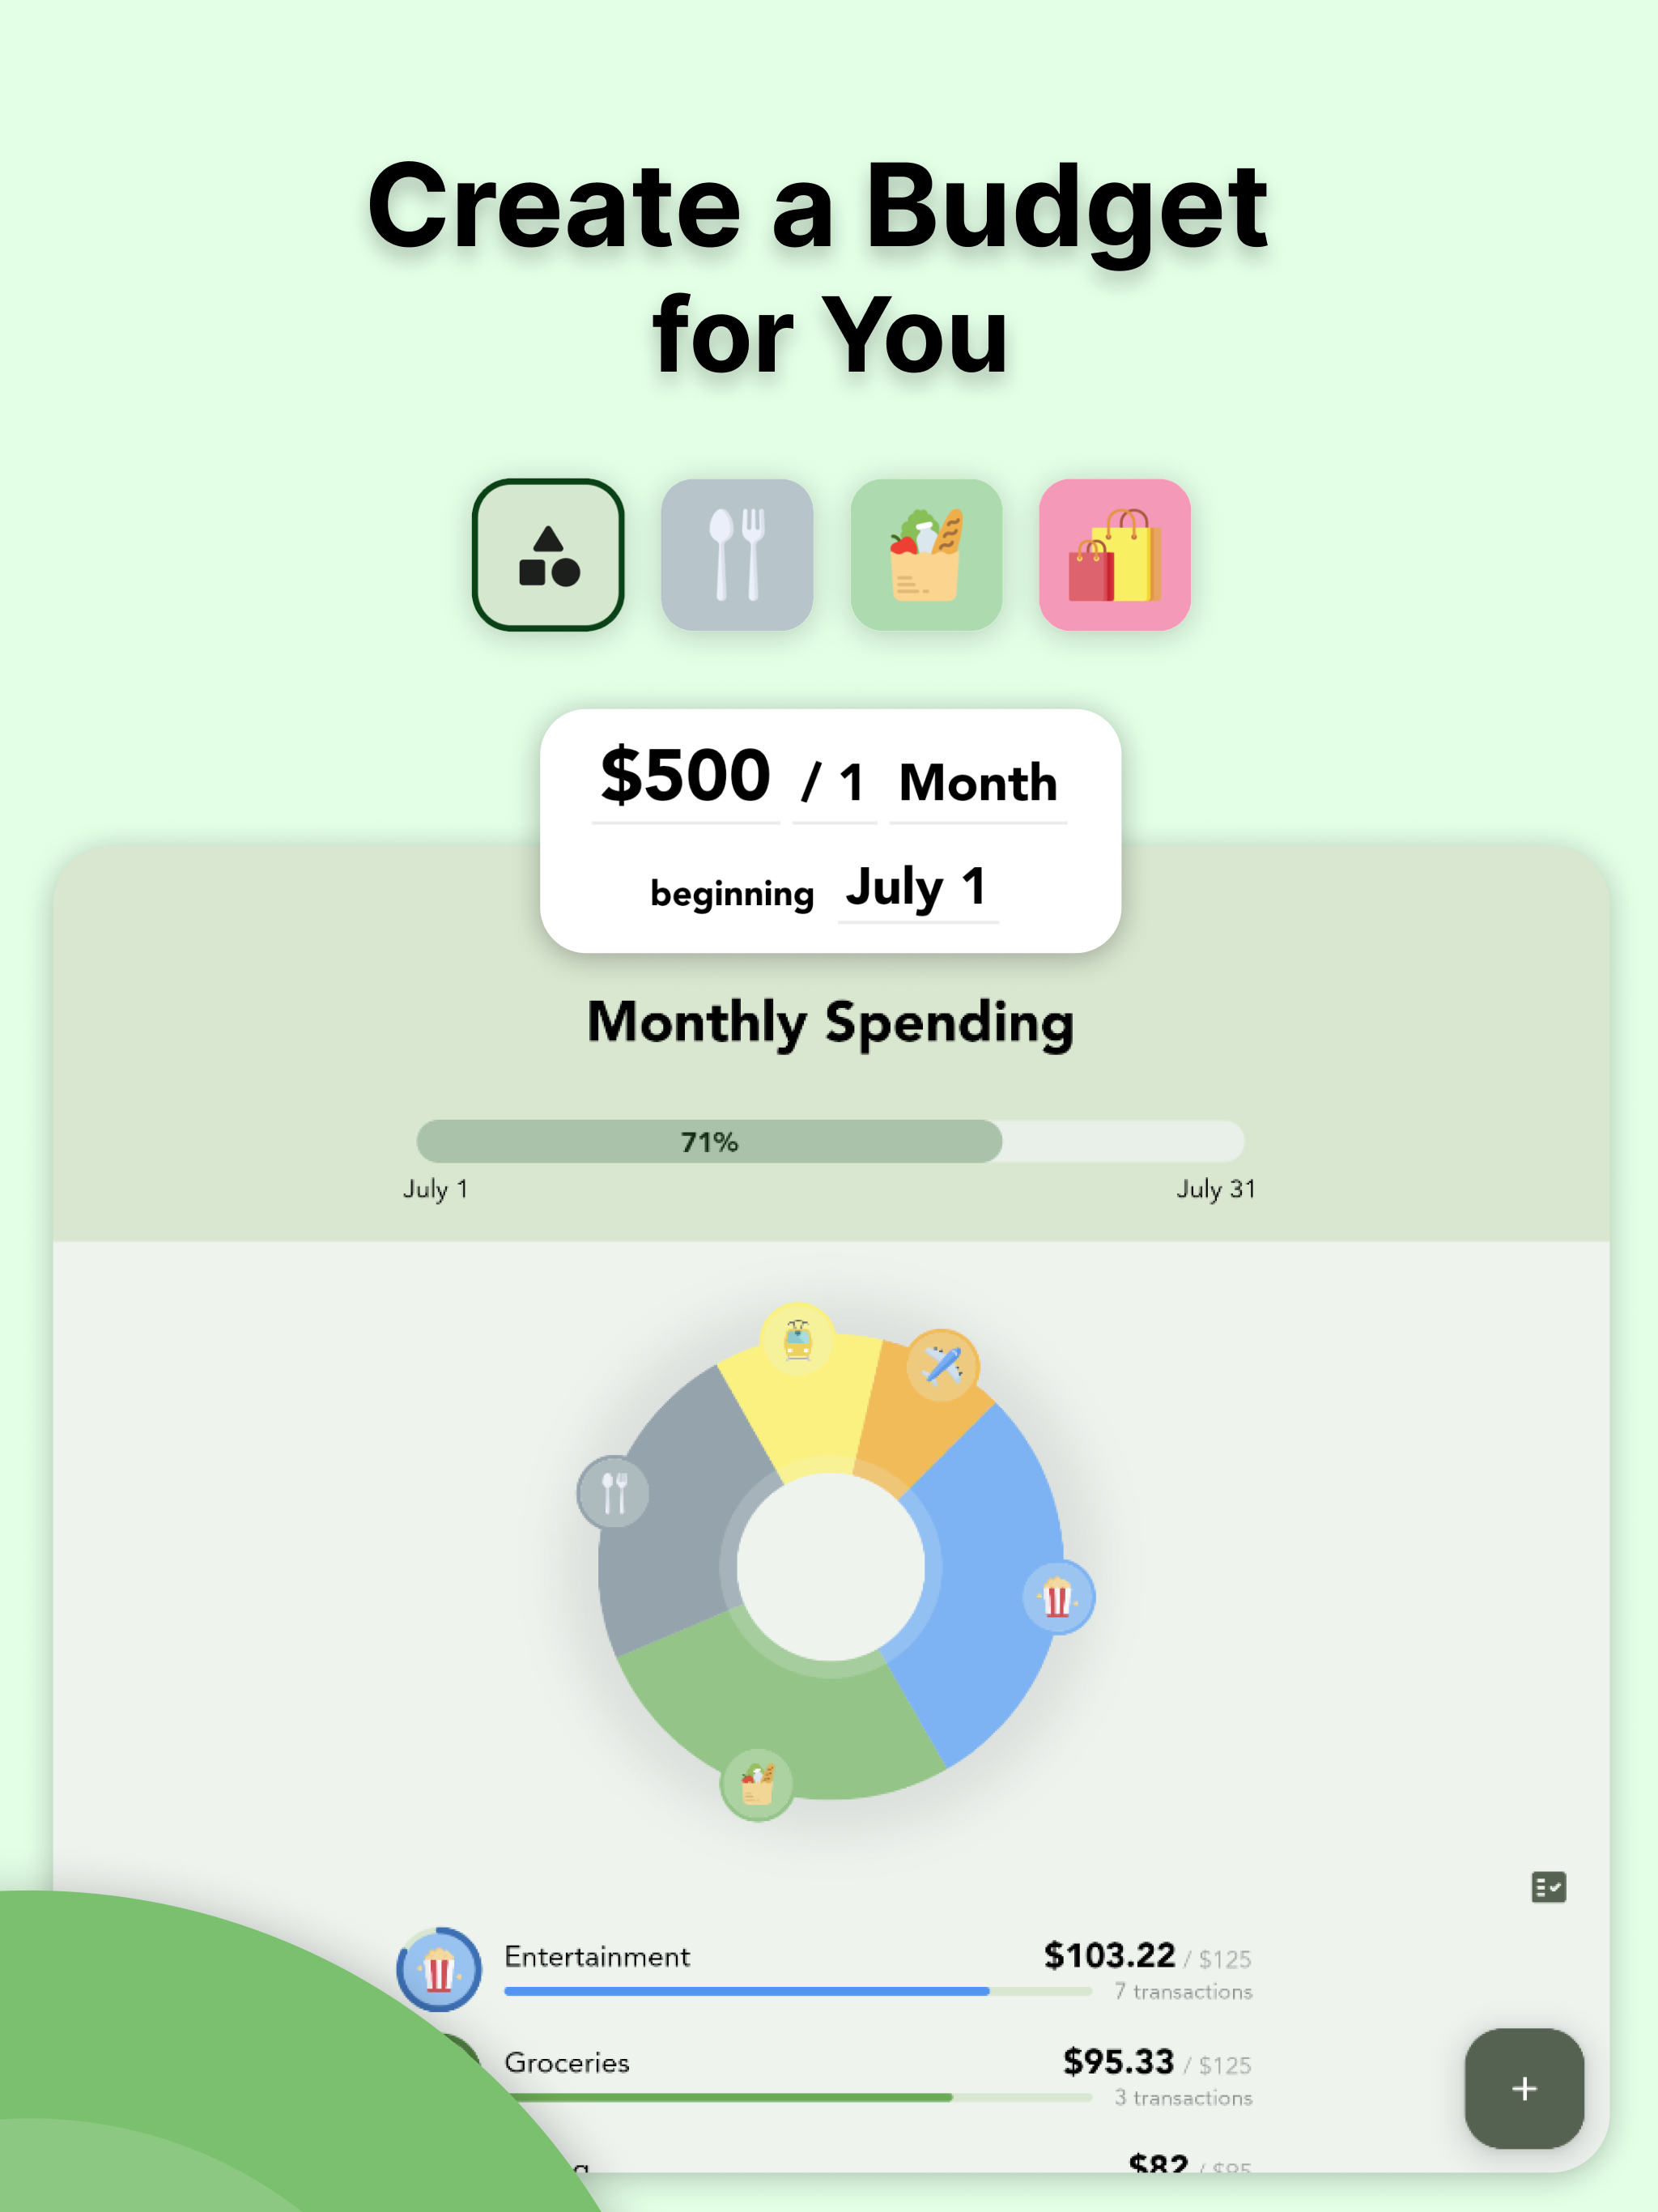 Create a Budget
for You
$500 / 1 Month
beginning July 1
Monthly Spending
71%
July 1 July 31
Entertainment $103.22 / $125
7 transactions
Groceries $95.33 / $125
3 transactions
$82 / $95